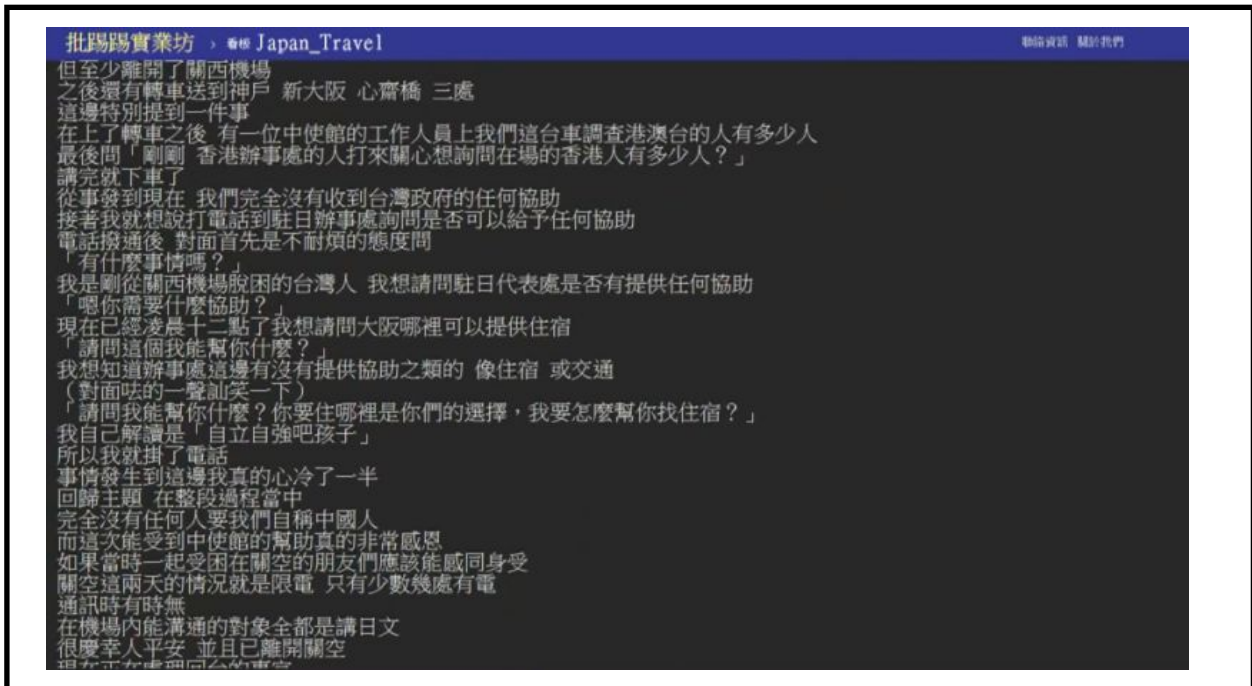 批踢踢實業坊 › 看板 Japan_Travel 聯絡資訊 關於我們
但至少離開了關西機場
之後還有轉車送到神戶 新大阪 心齋橋 三處
這邊特別提到一件事
在上了轉車之後 有一位中使館的工作人員上我們這台車調查港澳台的人有多少人
最後問「剛剛 香港辦事處的人打來關心想詢問在場的香港人有多少人？」
講完就下車了
從事發到現在 我們完全沒有收到台灣政府的任何協助
接著我就想說打電話到駐日辦事處詢問是否可以給予任何協助
電話撥通後 對面首先是不耐煩的態度問
「有什麼事情嗎？」
我是剛從關西機場脫困的台灣人 我想請問駐日代表處是否有提供任何協助
「嗯你需要什麼協助？」
現在已經凌晨十二點了我想請問大阪哪裡可以提供住宿
「請問這個我能幫你什麼？」
我想知道辦事處這邊有沒有提供協助之類的 像住宿 或交通
（對面呿的一聲訕笑一下）
「請問我能幫你什麼？你要住哪裡是你們的選擇，我要怎麼幫你找住宿？」
我自己解讀是「自立自強吧孩子」
所以我就掛了電話
事情發生到這邊我真的心冷了一半
回歸主題 在整段過程當中
完全沒有任何人要我們自稱中國人
而這次能受到中使館的幫助真的非常感恩
如果當時一起受困在關空的朋友們應該能感同身受
關空這兩天的情況就是限電 只有少數幾處有電
通訊時有時無
在機場內能溝通的對象全都是講日文
很慶幸人平安 並且已離開關空
現在正在處理回台的事宜